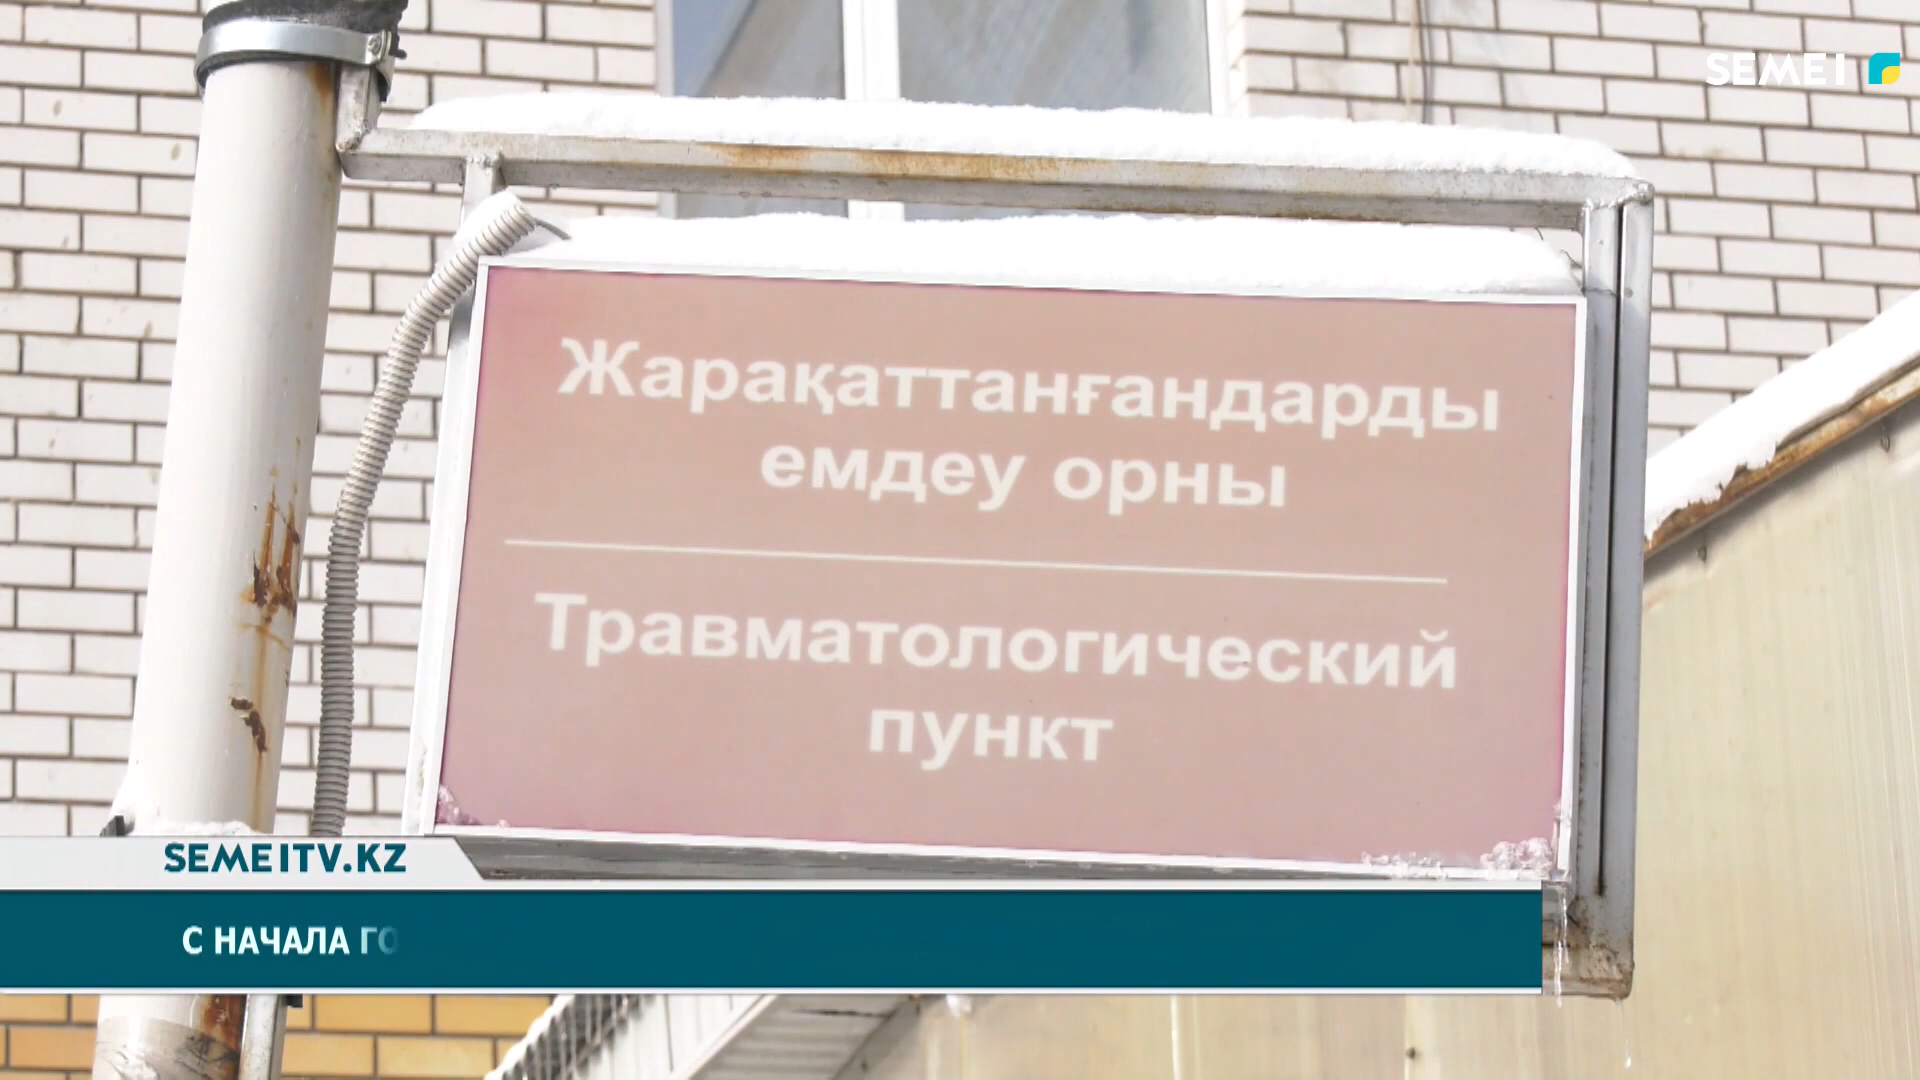 SEMEI
Жарақаттанғандарды
емдеу орны
Травматологический
пункт
SEMEITV.KZ
С НАЧАЛА